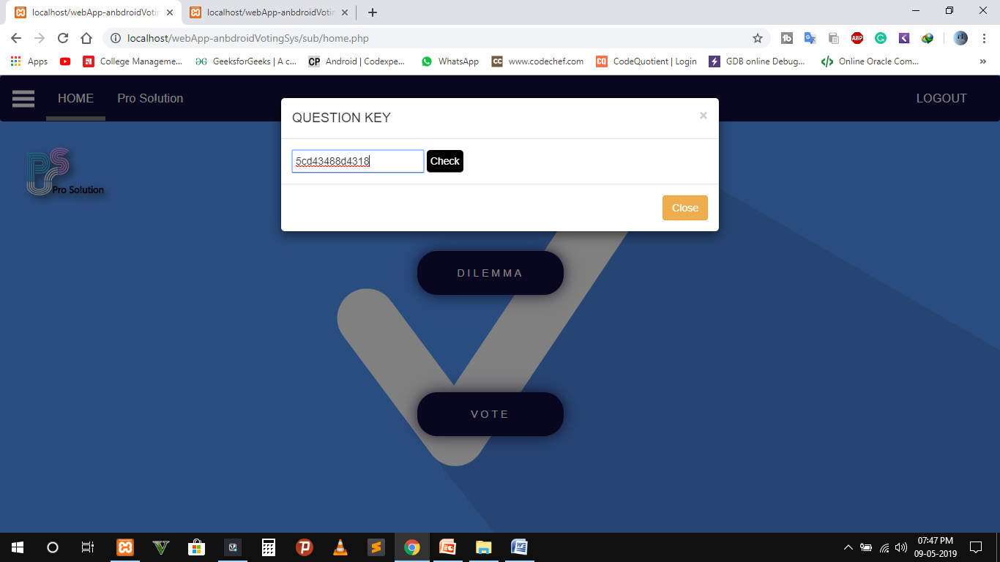 localhost/webApp-anbdroidVotin
localhost/webApp-anbdroidVotin
localhost/webApp-anbdroidVotingSys/sub/home.php
Apps
College Manageme...
GeeksforGeeks | A c...
CP Android | Codexpe...
WhatsApp
CC www.codechef.com
CQ CodeQuotient | Login
GDB online Debug...
Online Oracle Com...
HOME
Pro Solution
LOGOUT
QUESTION KEY
×
5cd43488d4318
Check
Close
Pro Solution
DILEMMA
VOTE
07:47 PM
09-05-2019